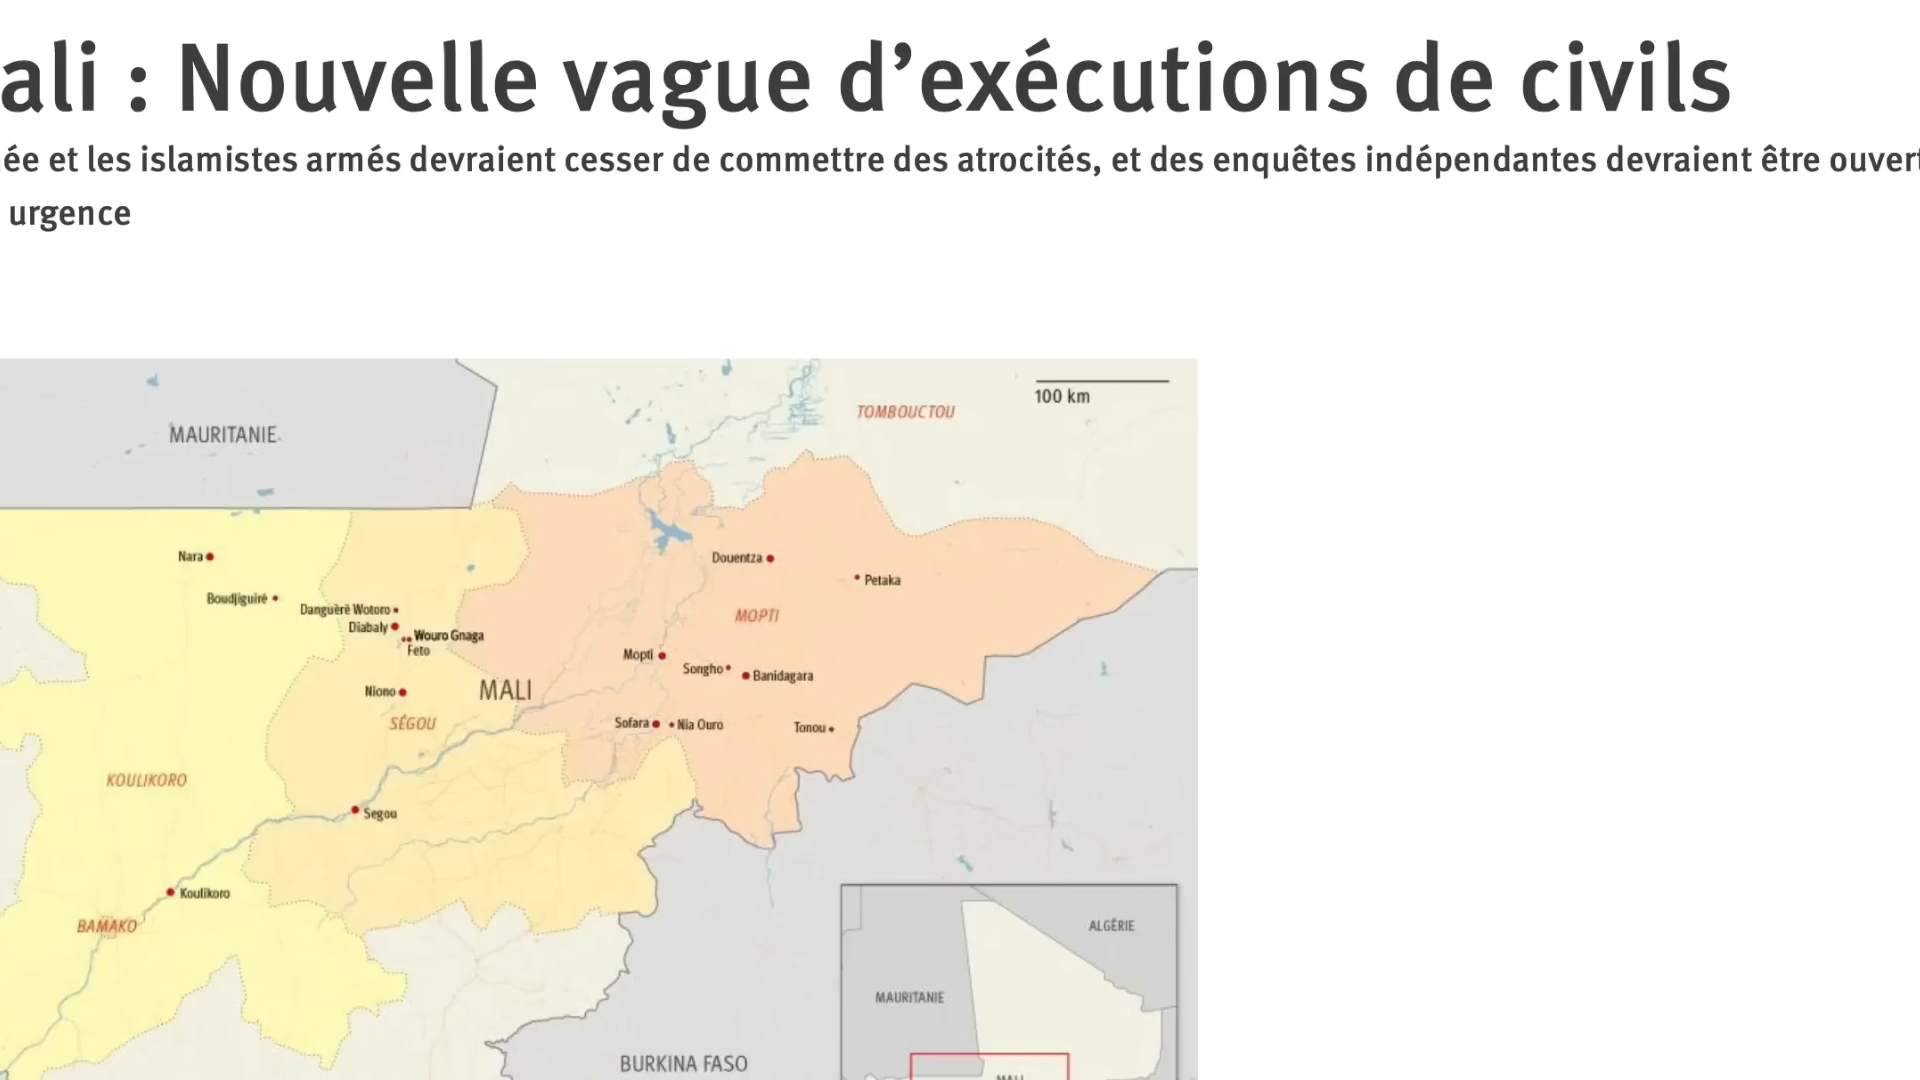 ali : Nouvelle vague d’exécutions de civils
ée et les islamistes armés devraient cesser de commettre des atrocités, et des enquêtes indépendantes devraient être ouvert
urgence
100 km
TOMBOUCTOU
MAURITANIE
Nara
Douentza
Petaka
Boudjiguiré
Danguèrè Wotoro
MOPTI
Diabaly
Wouro Gnaga
Feto
Mopti
Songho
Banidagara
Niono
MALI
SÉGOU
Sofara
Nia Ouro
Tonou
KOULIKORO
Segou
Koulikoro
BAMAKO
ALGÉRIE
MAURITANIE
BURKINA FASO
MALI